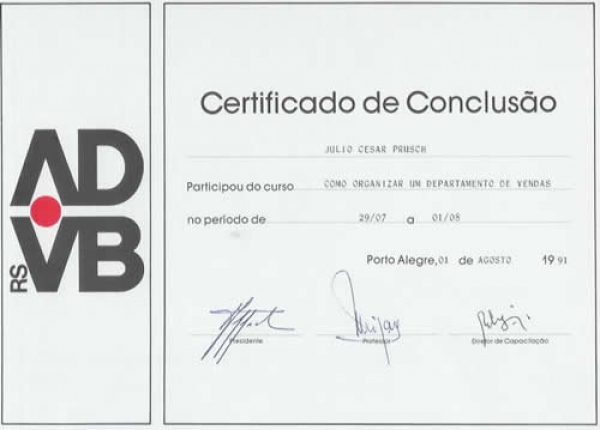 AD
VB
RS
Certificado de Conclusão
JULIO CESAR PRUSCH
Participou do curso COMO ORGANIZAR UM DEPARTAMENTO DE VENDAS
no período de 29/07 a 01/08
Porto Alegre, 01 de AGOSTO 1991
Presidente Professor Diretor de Capacitação